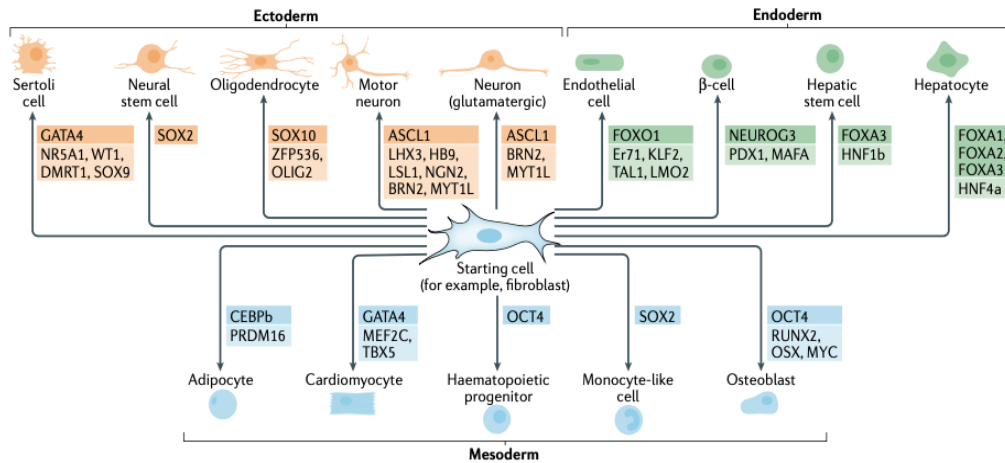 Ectoderm
Endoderm
Sertoli
cell
Neural
stem cell
Oligodendrocyte
Motor
neuron
Neuron
(glutamatergic)
Endothelial
cell
β-cell
Hepatic
stem cell
Hepatocyte
GATA4
NR5A1, WT1,
DMRT1, SOX9
SOX2
SOX10
ZFP536,
OLIG2
ASCL1
LHX3, HB9,
LSL1, NGN2,
BRN2, MYT1L
ASCL1
BRN2,
MYT1L
FOXO1
Er71, KLF2,
TAL1, LMO2
NEUROG3
PDX1, MAFA
FOXA3
HNF1b
FOXA1,
FOXA2,
FOXA3
HNF4a
Starting cell
(for example, fibroblast)
CEBPb
PRDM16
GATA4
MEF2C,
TBX5
OCT4
SOX2
OCT4
RUNX2,
OSX, MYC
Adipocyte
Cardiomyocyte
Haematopoietic
progenitor
Monocyte-like
cell
Osteoblast
Mesoderm